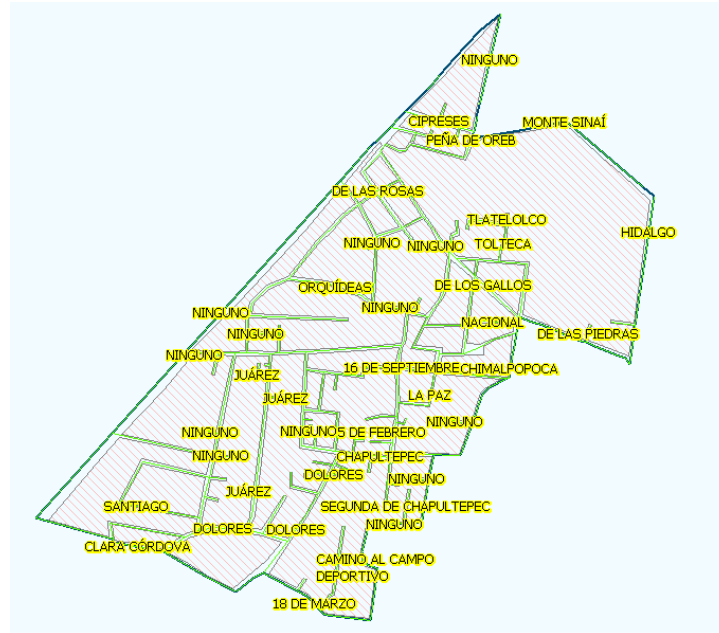 NINGUNO
CIPRESES
MONTE SINAÍ
PEÑA DE OREB
DE LAS ROSAS
TLATELOLCO
HIDALGO
NINGUNO
NINGUNO
TOLTECA
ORQUÍDEAS
DE LOS GALLOS
NINGUNO
NINGUNO
NACIONAL
NINGUNO
DE LAS PIEDRAS
NINGUNO
JUÁREZ
16 DE SEPTIEMBRE
CHIMALPOPOCA
JUÁREZ
LA PAZ
NINGUNO
NINGUNO
NINGUNO
5 DE FEBRERO
NINGUNO
CHAPULTEPEC
DOLORES
NINGUNO
JUÁREZ
SANTIAGO
SEGUNDA DE CHAPULTEPEC
DOLORES
DOLORES
NINGUNO
CLARA CÓRDOVA
CAMINO AL CAMPO
DEPORTIVO
18 DE MARZO